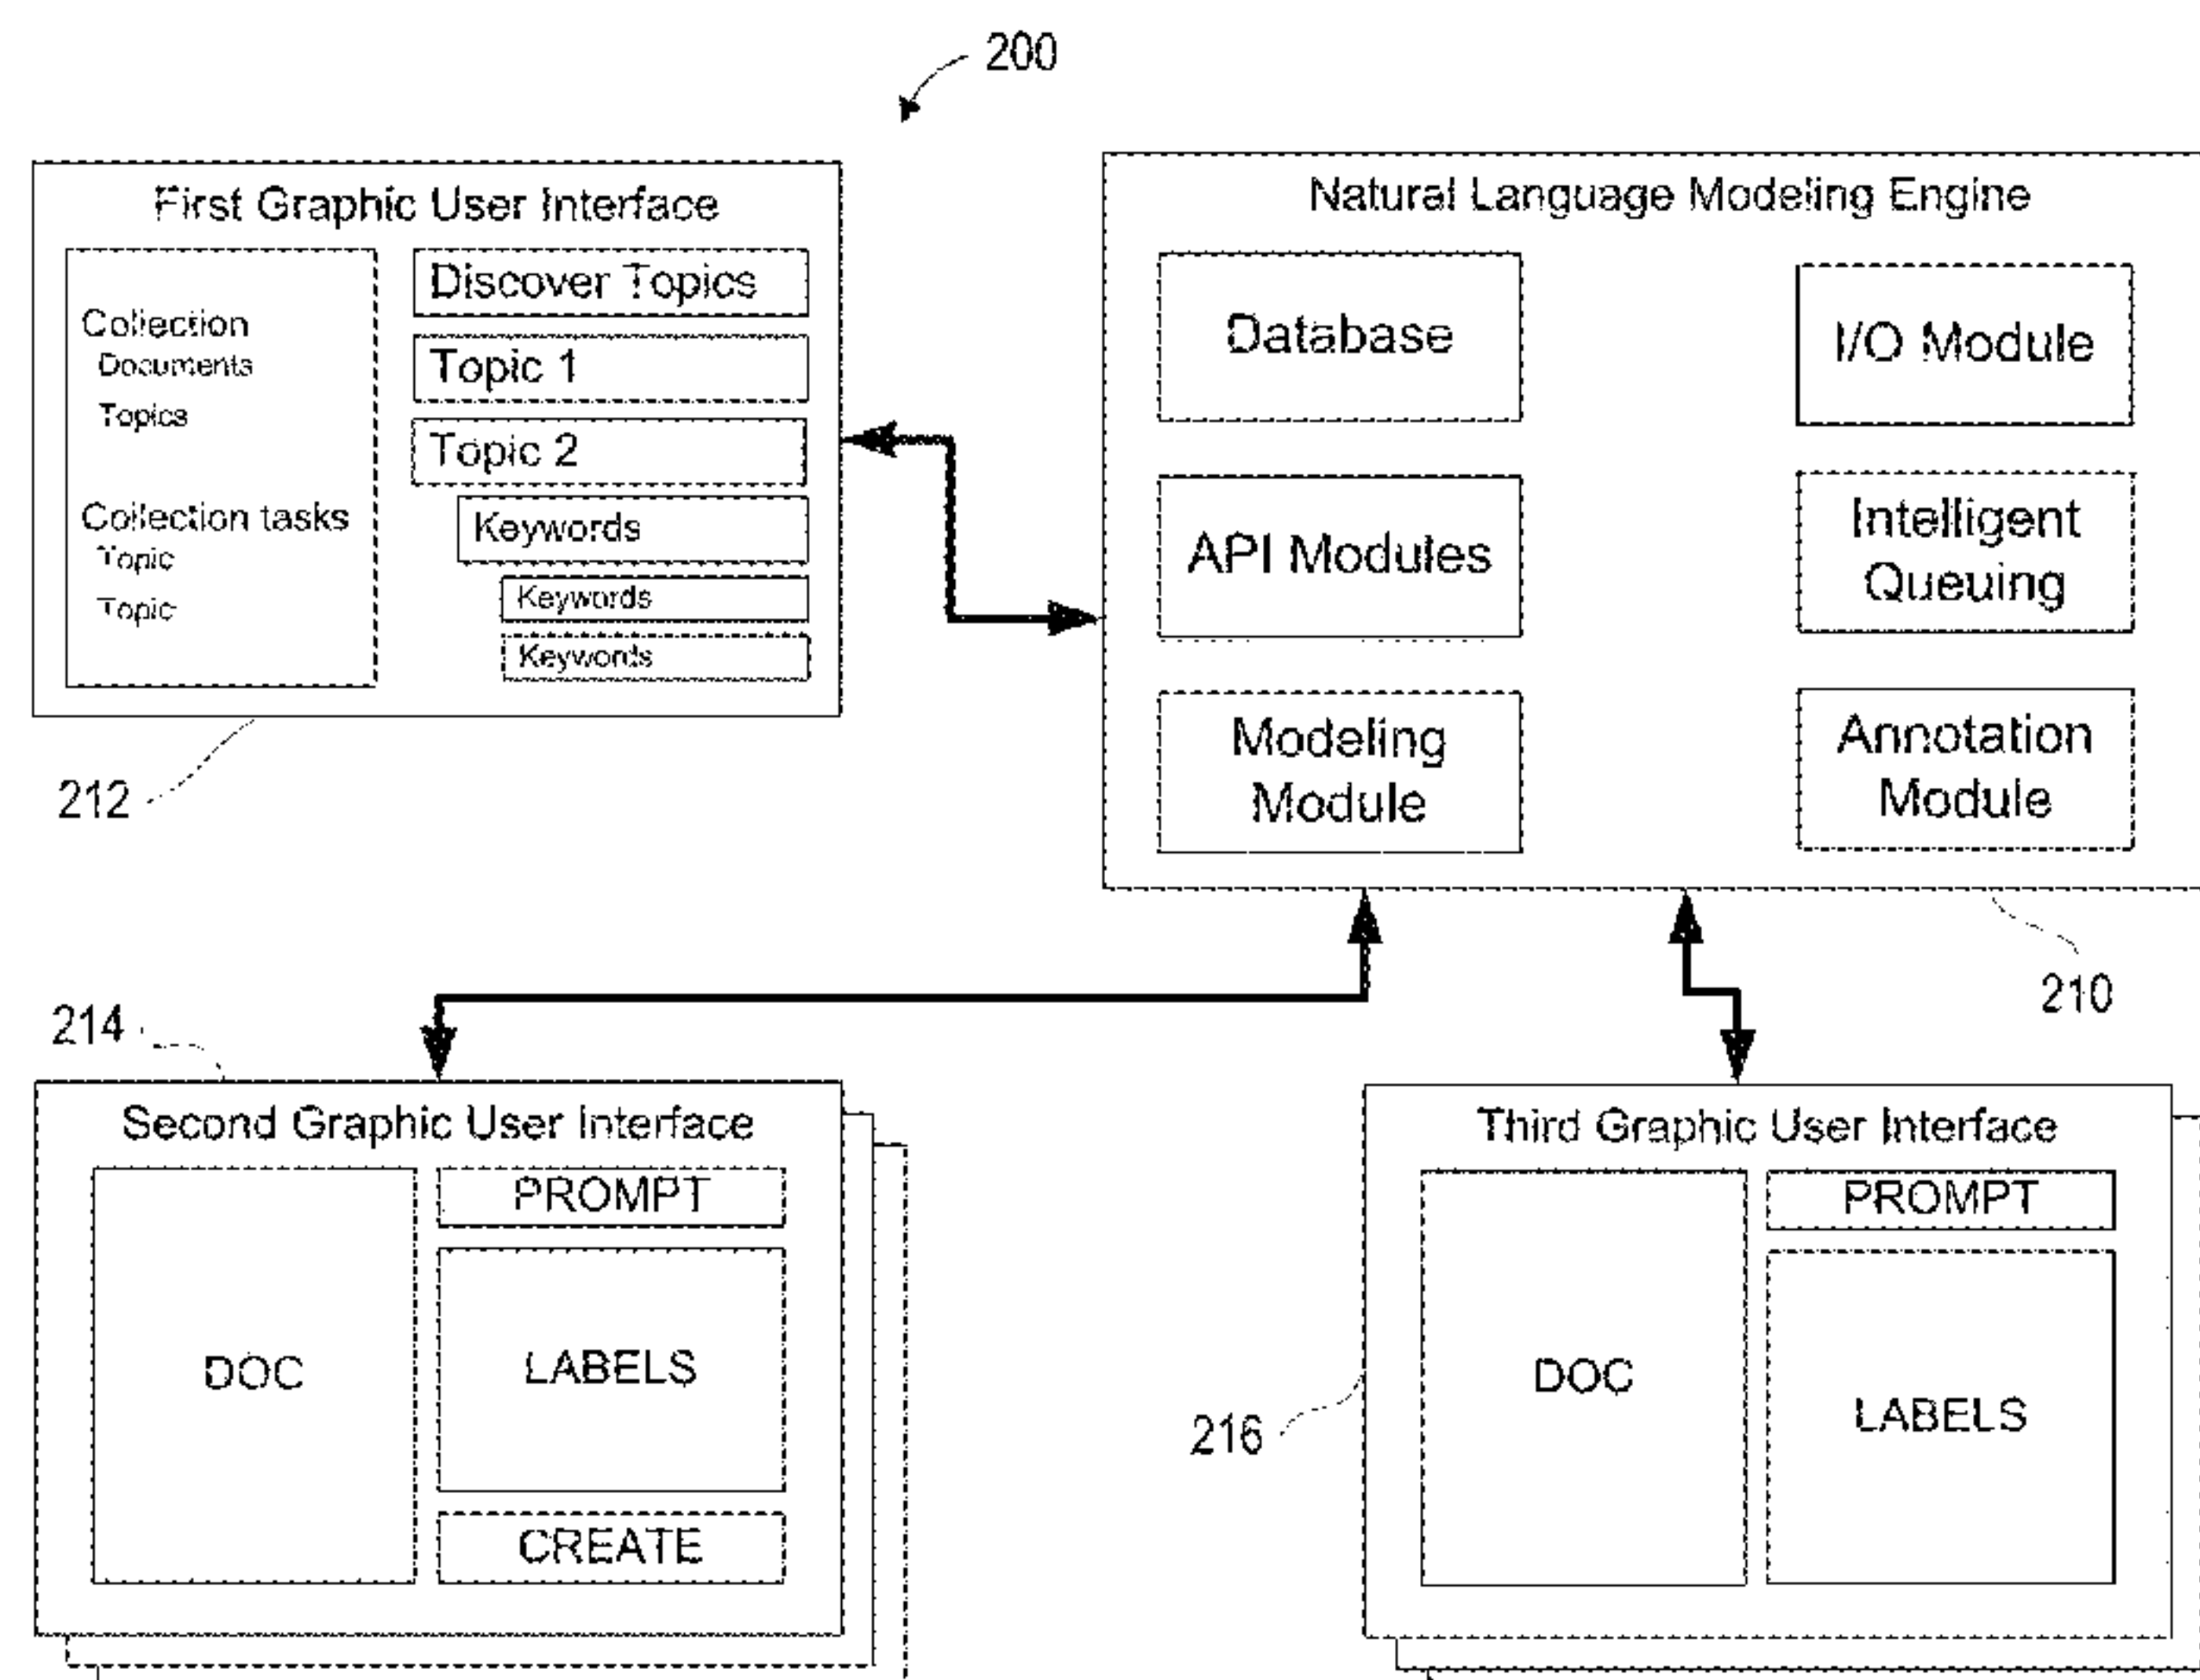 200
First Graphic User Interface
Collection
Documents
Topics
Collection tasks
Topic
Topic
Discover Topics
Topic 1
Topic 2
Keywords
Keywords
Keywords
212
Natural Language Modeling Engine
Database
I/O Module
API Modules
Intelligent
Queuing
Modeling
Module
Annotation
Module
210
214
Second Graphic User Interface
DOC
PROMPT
LABELS
CREATE
216
Third Graphic User Interface
DOC
PROMPT
LABELS